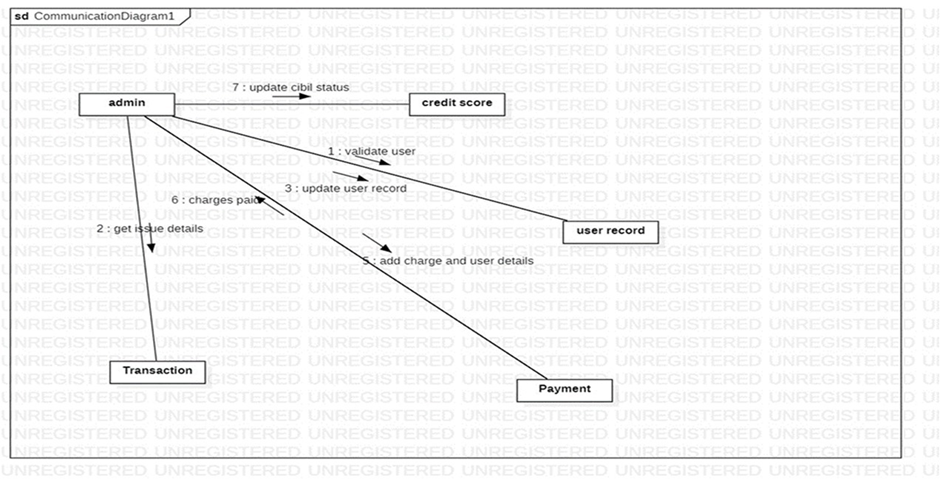 sd CommunicationDiagram1
7 : update cibil status
admin
credit score
1 : validate user
3 : update user record
6 : charges paid
2 : get issue details
user record
5 : add charge and user details
Transaction
Payment
UNREGISTERED